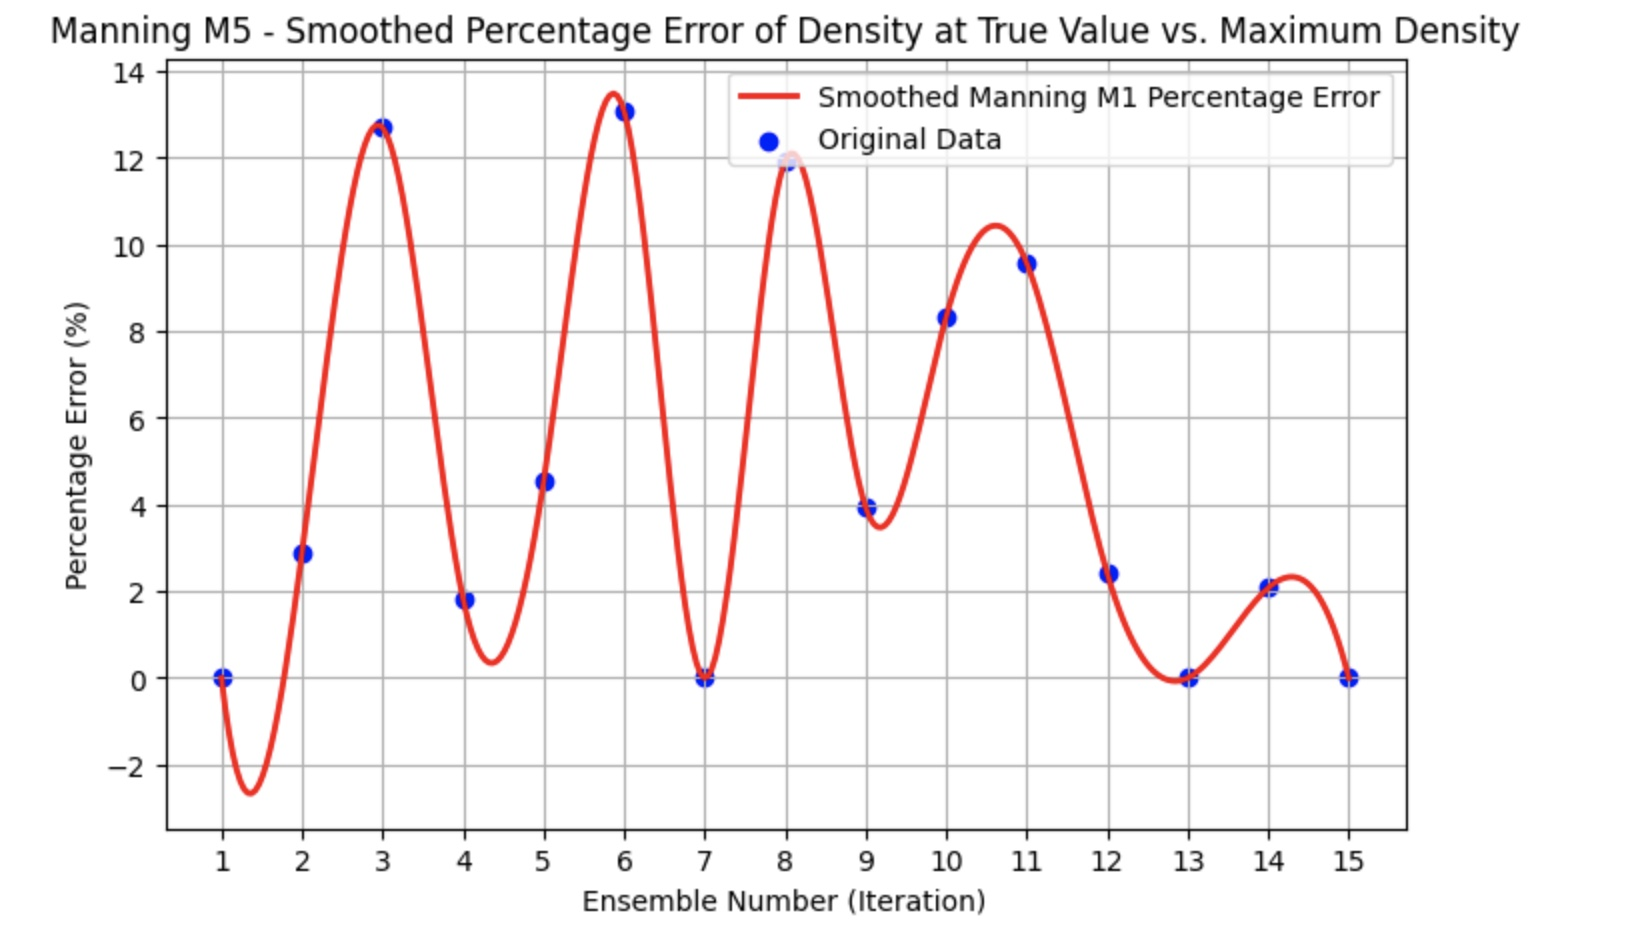 Manning M5 - Smoothed Percentage Error of Density at True Value vs. Maximum Density
Smoothed Manning M1 Percentage Error
Original Data
Percentage Error (%)
14
12
10
8
6
4
2
0
−2
1 2 3 4 5 6 7 8 9 10 11 12 13 14 15
Ensemble Number (Iteration)